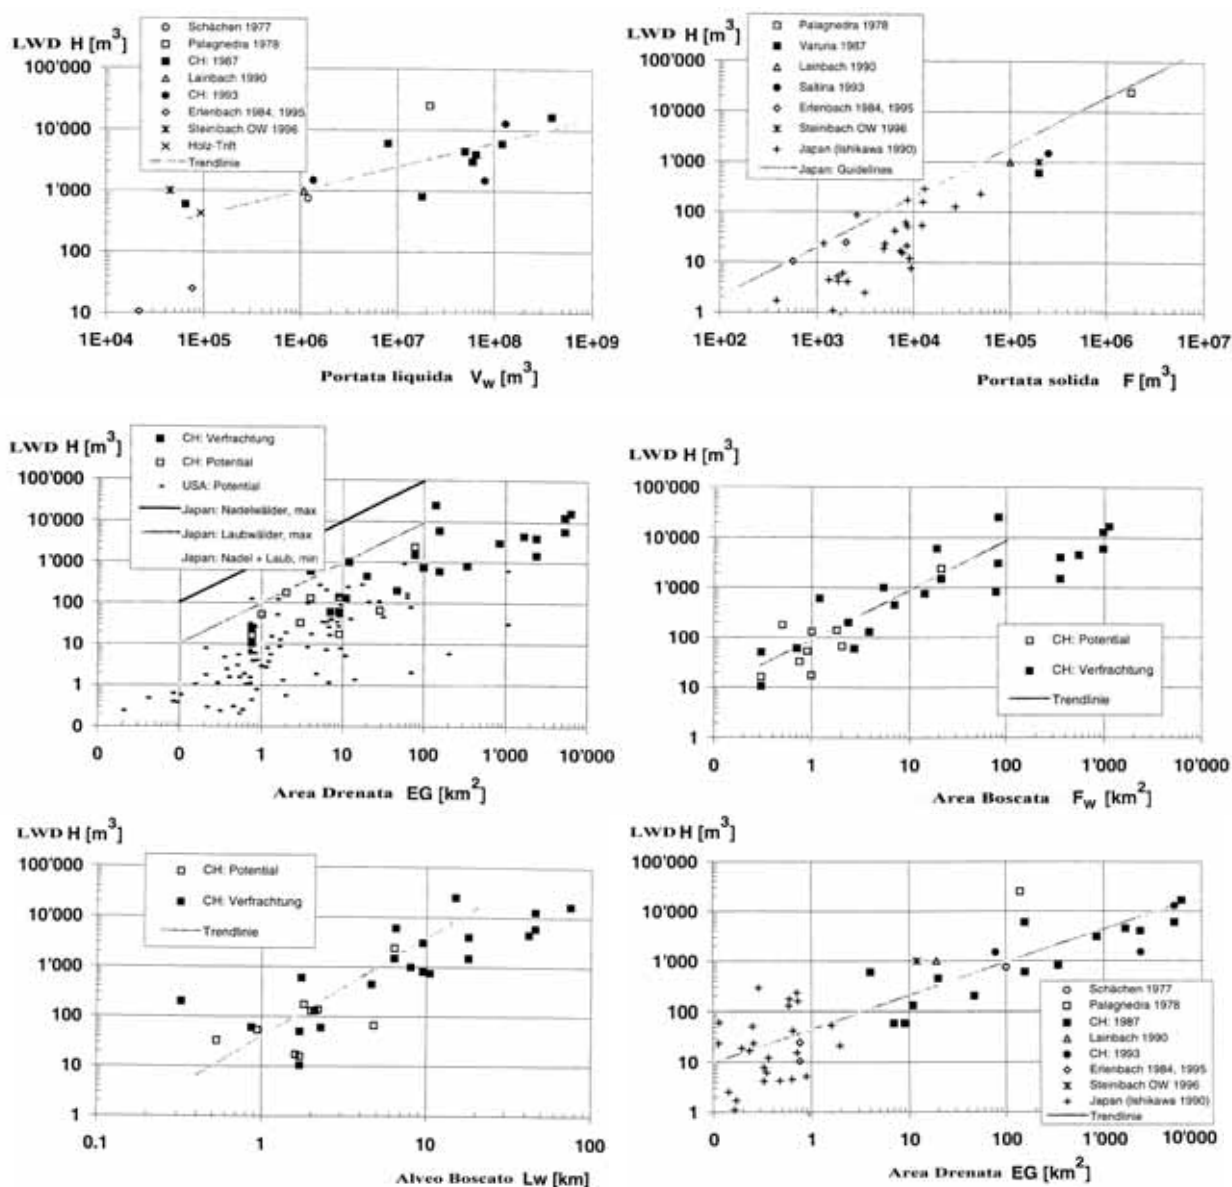 LWD H [m³]
Schächen 1977
Palagnedra 1978
CH: 1987
Lainbach 1990
CH: 1993
Erlenbach 1984, 1995
Steinibach OW 1996
Holz-Trift
Trendlinie
100'000
10'000
1'000
100
10
1E+04 1E+05 1E+06 1E+07 1E+08 1E+09
Portata liquida V_w [m³]
LWD H [m³]
Palagnedra 1978
Varuna 1987
Lainbach 1990
Saltina 1993
Erlenbach 1984, 1995
Steinibach OW 1996
Japan (Ishikawa 1990)
Japan: Guidelines
100'000
10'000
1'000
100
10
1
1E+02 1E+03 1E+04 1E+05 1E+06 1E+07
Portata solida F [m³]
LWD H [m³]
CH: Verfrachtung
CH: Potential
USA: Potential
Japan: Nadelwälder, max
Japan: Laubwälder, max
Japan: Nadel + Laub, min
100'000
10'000
1'000
100
10
1
0
0 0 1 10 100 1'000 10'000
Area Drenata EG [km²]
LWD H [m³]
100'000
10'000
1'000
100
10
1
CH: Potential
CH: Verfrachtung
Trendlinie
0 1 10 100 1'000 10'000
Area Boscata F_w [km²]
LWD H [m³]
CH: Potential
CH: Verfrachtung
Trendlinie
100'000
10'000
1'000
100
10
1
0.1 1 10 100
Alveo Boscato Lw [km]
LWD H [m³]
100'000
10'000
1'000
100
10
1
Schächen 1977
Palagnedra 1978
CH: 1987
Lainbach 1990
CH: 1993
Erlenbach 1984, 1995
Steinibach OW 1996
Japan (Ishikawa 1990)
Trendlinie
0 1 10 100 1'000 10'000
Area Drenata EG [km²]